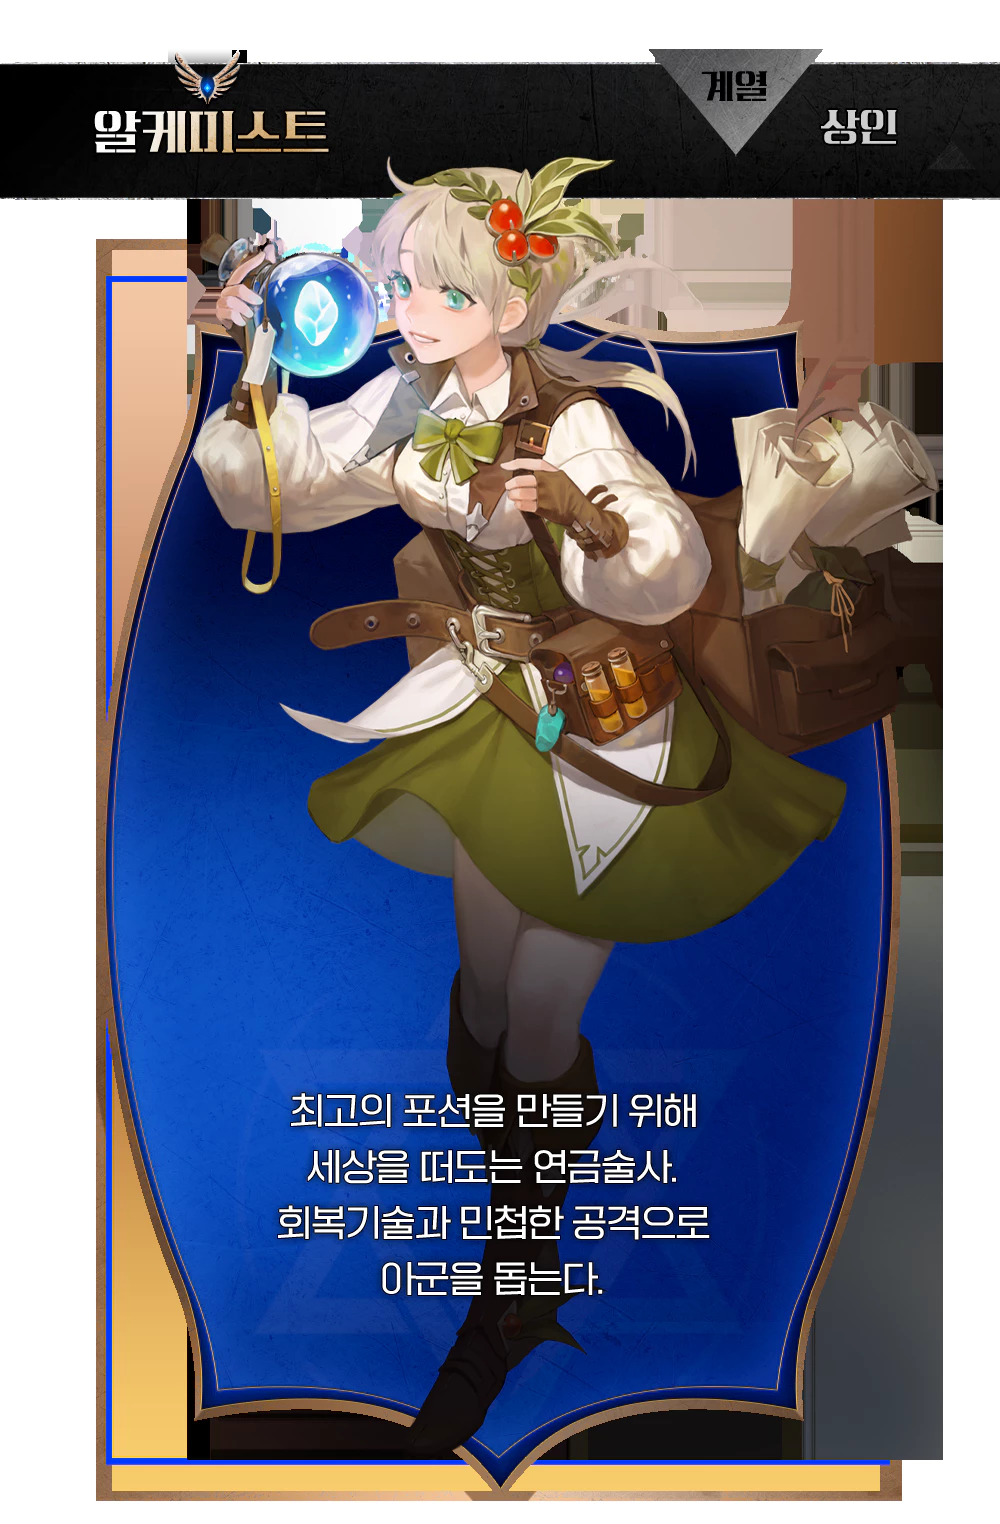 알케미스트
계열
상인
최고의 포션을 만들기 위해
세상을 떠도는 연금술사.
회복기술과 민첩한 공격으로
아군을 돕는다.